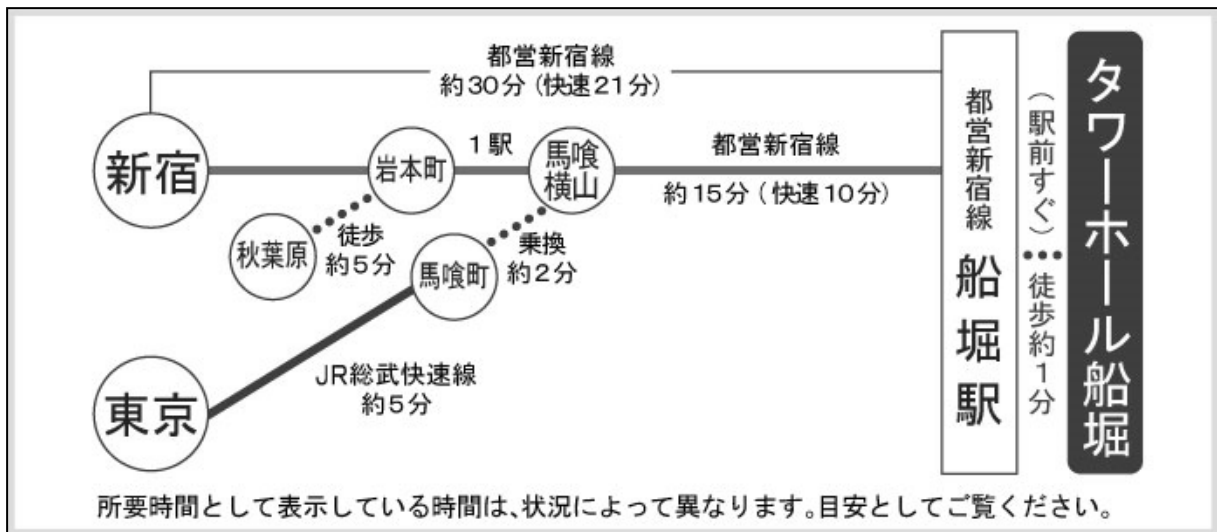 都営新宿線
約30分(快速21分)
新宿
岩本町
1駅
馬喰
横山
都営新宿線
約15分(快速10分)
秋葉原
徒歩
約5分
馬喰町
乗換
約2分
東京
JR総武快速線
約5分
都営新宿線 船堀駅
(駅前すぐ)
徒歩約1分
タワーホール船堀
所要時間として表示している時間は、状況によって異なります。目安としてご覧ください。